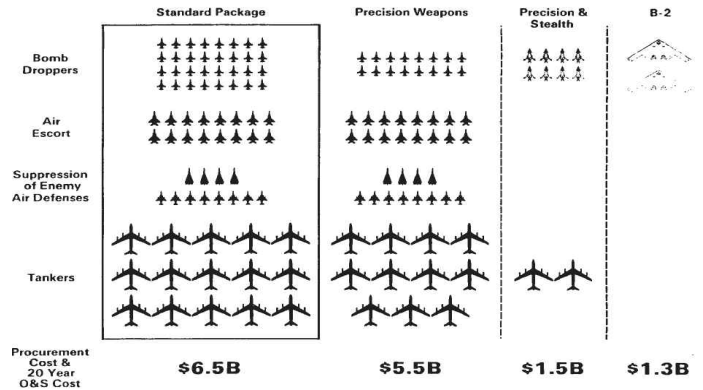 Standard Package
Precision Weapons
Precision &
Stealth
B-2
Bomb
Droppers
Air
Escort
Suppression
of Enemy
Air Defenses
Tankers
Procurement
Cost &
20 Year
O&S Cost
$6.5B
$5.5B
$1.5B
$1.3B